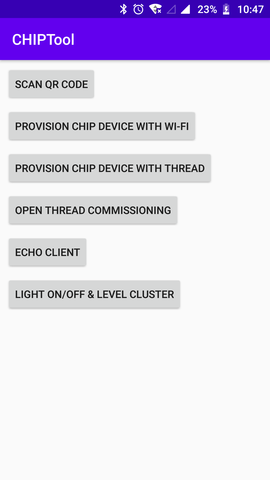 23% 10:47
CHIPTool
SCAN QR CODE
PROVISION CHIP DEVICE WITH WI-FI
PROVISION CHIP DEVICE WITH THREAD
OPEN THREAD COMMISSIONING
ECHO CLIENT
LIGHT ON/OFF & LEVEL CLUSTER